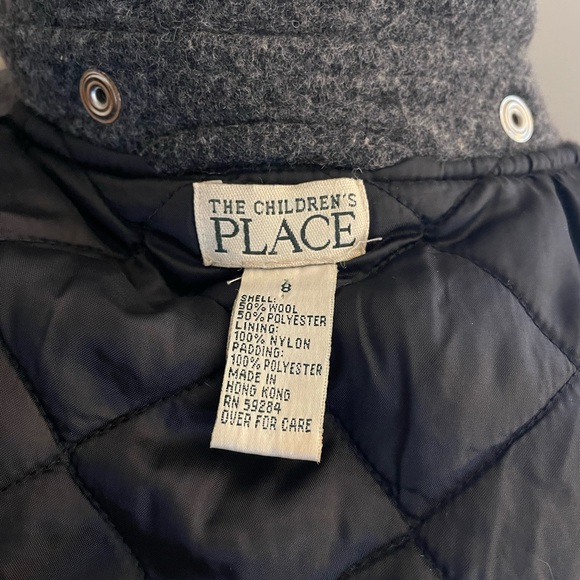 THE CHILDREN'S
PLACE
8
SHELL:
50% WOOL
50% POLYESTER
LINING:
100% NYLON
PADDING:
100% POLYESTER
MADE IN
HONG KONG
RN 59284
OVER FOR CARE